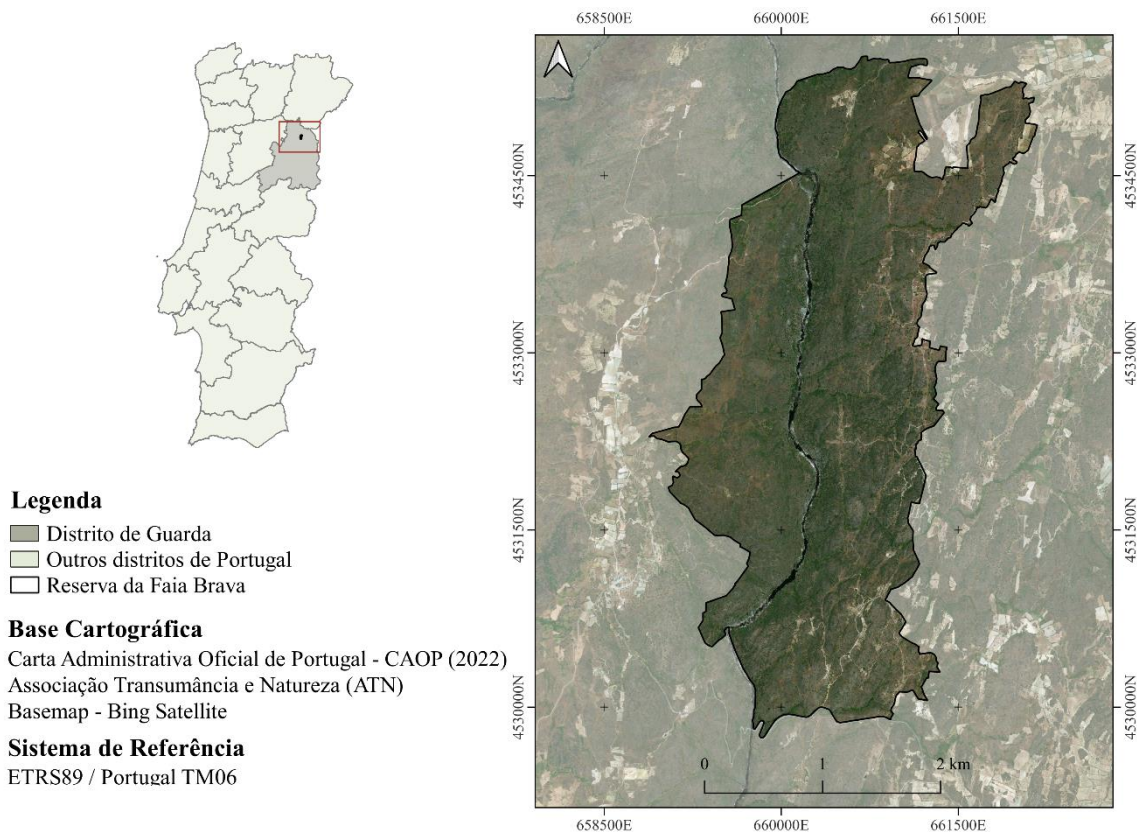 Legenda
Distrito de Guarda
Outros distritos de Portugal
Reserva da Faia Brava
Base Cartográfica
Carta Administrativa Oficial de Portugal - CAOP (2022)
Associação Transumância e Natureza (ATN)
Basemap - Bing Satellite
Sistema de Referência
ETRS89 / Portugal TM06
658500E 660000E 661500E
4534500N 4534500N
4533000N 4533000N
4531500N 4531500N
4530000N 4530000N
0 1 2 km
658500E 660000E 661500E